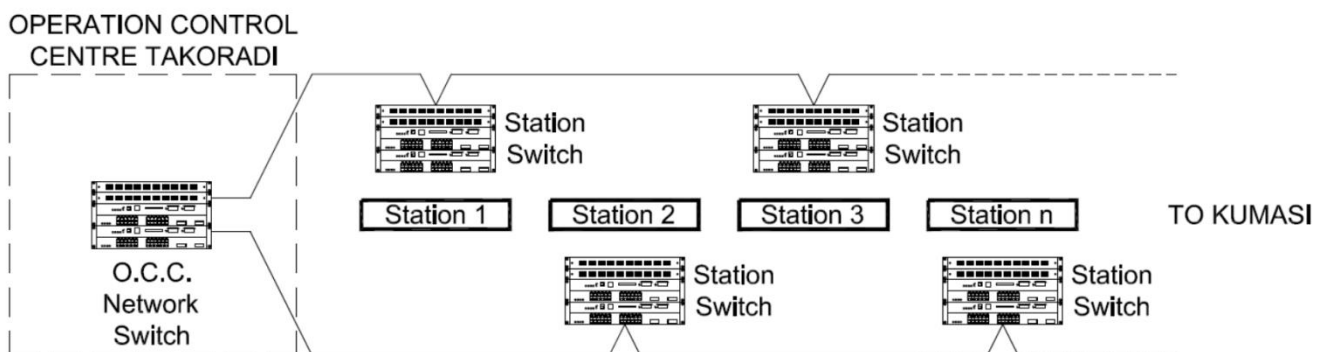 OPERATION CONTROL
CENTRE TAKORADI
Station
Switch
Station
Switch
Station 1
Station 2
Station 3
Station n
TO KUMASI
O.C.C.
Network
Switch
Station
Switch
Station
Switch